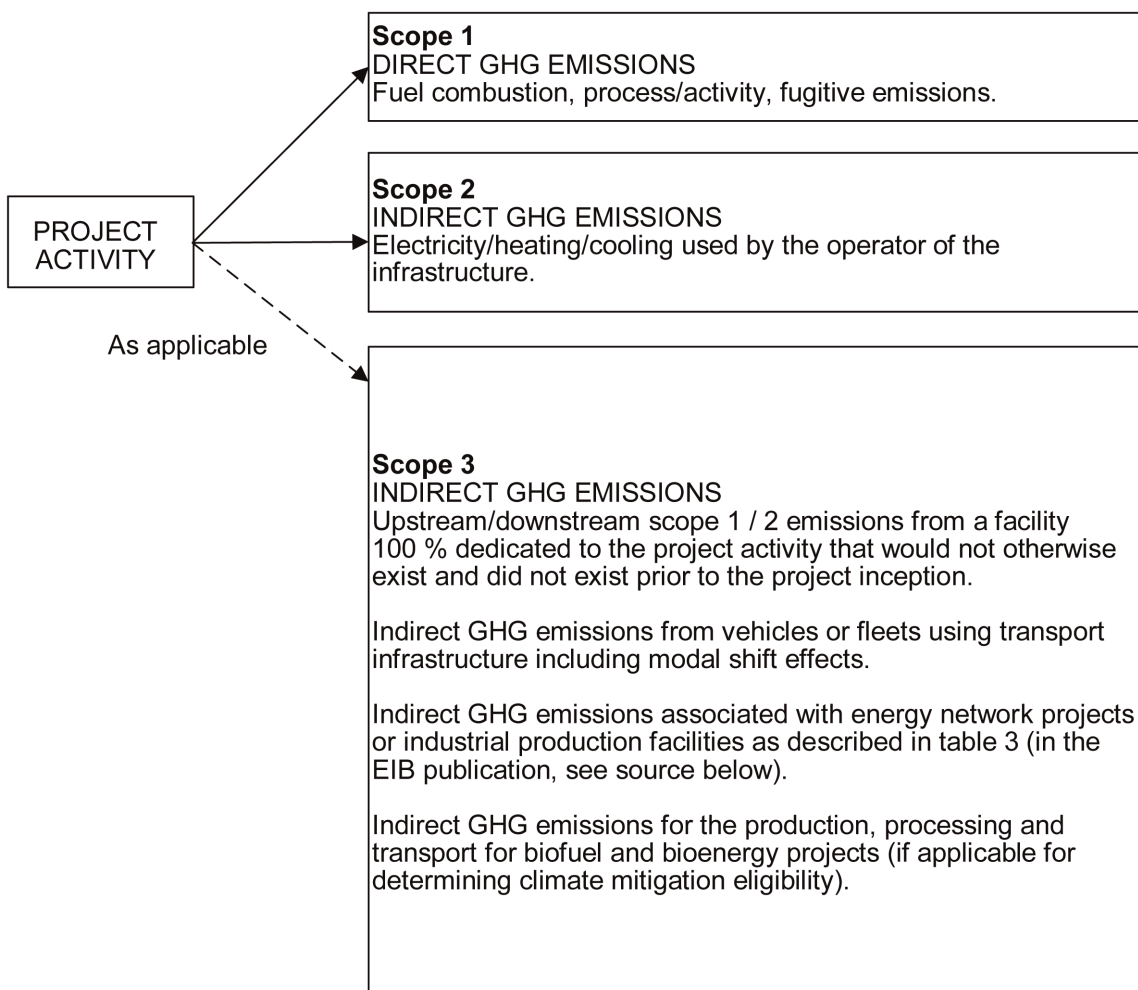 Scope 1
DIRECT GHG EMISSIONS
Fuel combustion, process/activity, fugitive emissions.
Scope 2
INDIRECT GHG EMISSIONS
Electricity/heating/cooling used by the operator of the
infrastructure.
PROJECT
ACTIVITY
As applicable
Scope 3
INDIRECT GHG EMISSIONS
Upstream/downstream scope 1 / 2 emissions from a facility
100 % dedicated to the project activity that would not otherwise
exist and did not exist prior to the project inception.
Indirect GHG emissions from vehicles or fleets using transport
infrastructure including modal shift effects.
Indirect GHG emissions associated with energy network projects
or industrial production facilities as described in table 3 (in the
EIB publication, see source below).
Indirect GHG emissions for the production, processing and
transport for biofuel and bioenergy projects (if applicable for
determining climate mitigation eligibility).